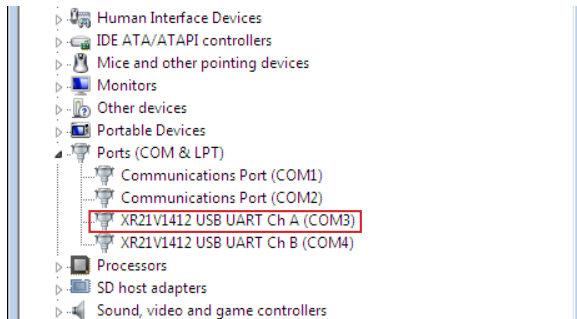 Human Interface Devices
IDE ATA/ATAPI controllers
Mice and other pointing devices
Monitors
Other devices
Portable Devices
Ports (COM & LPT)
Communications Port (COM1)
Communications Port (COM2)
XR21V1412 USB UART Ch A (COM3)
XR21V1412 USB UART Ch B (COM4)
Processors
SD host adapters
Sound, video and game controllers